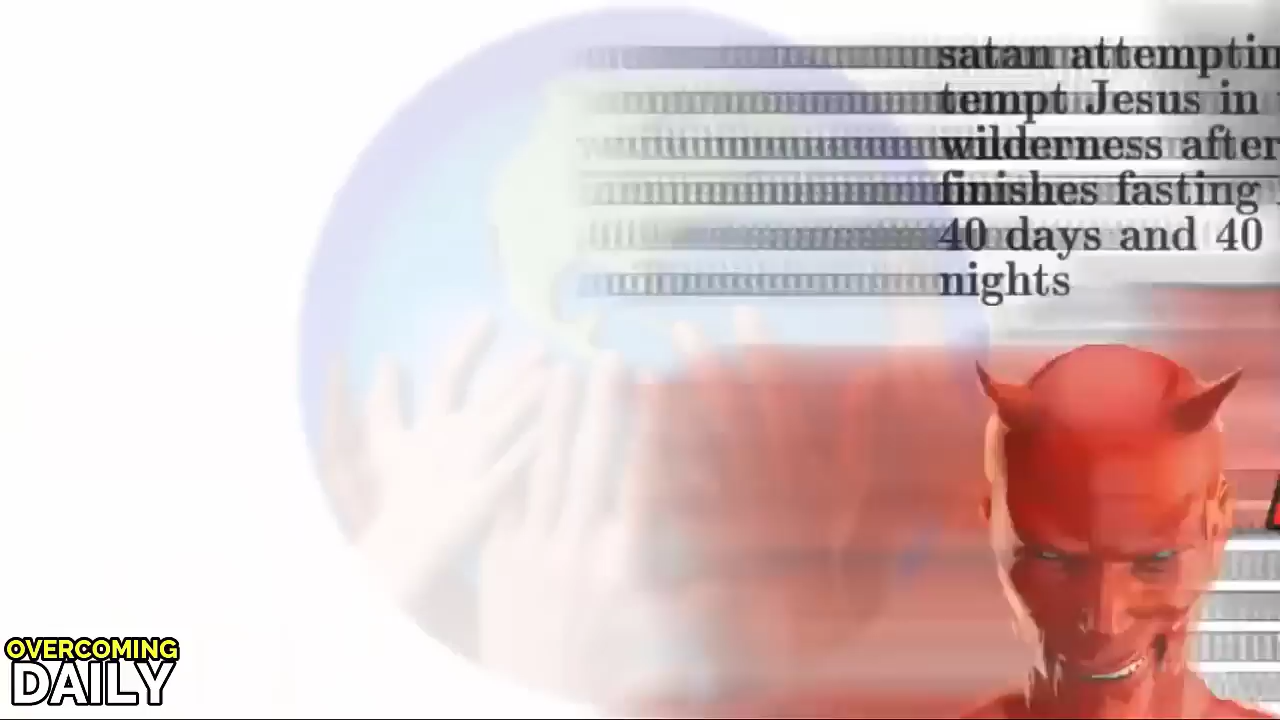 satan attemptin
tempt Jesus in
wilderness after
finishes fasting
40 days and 40
nights
OVERCOMING
DAILY